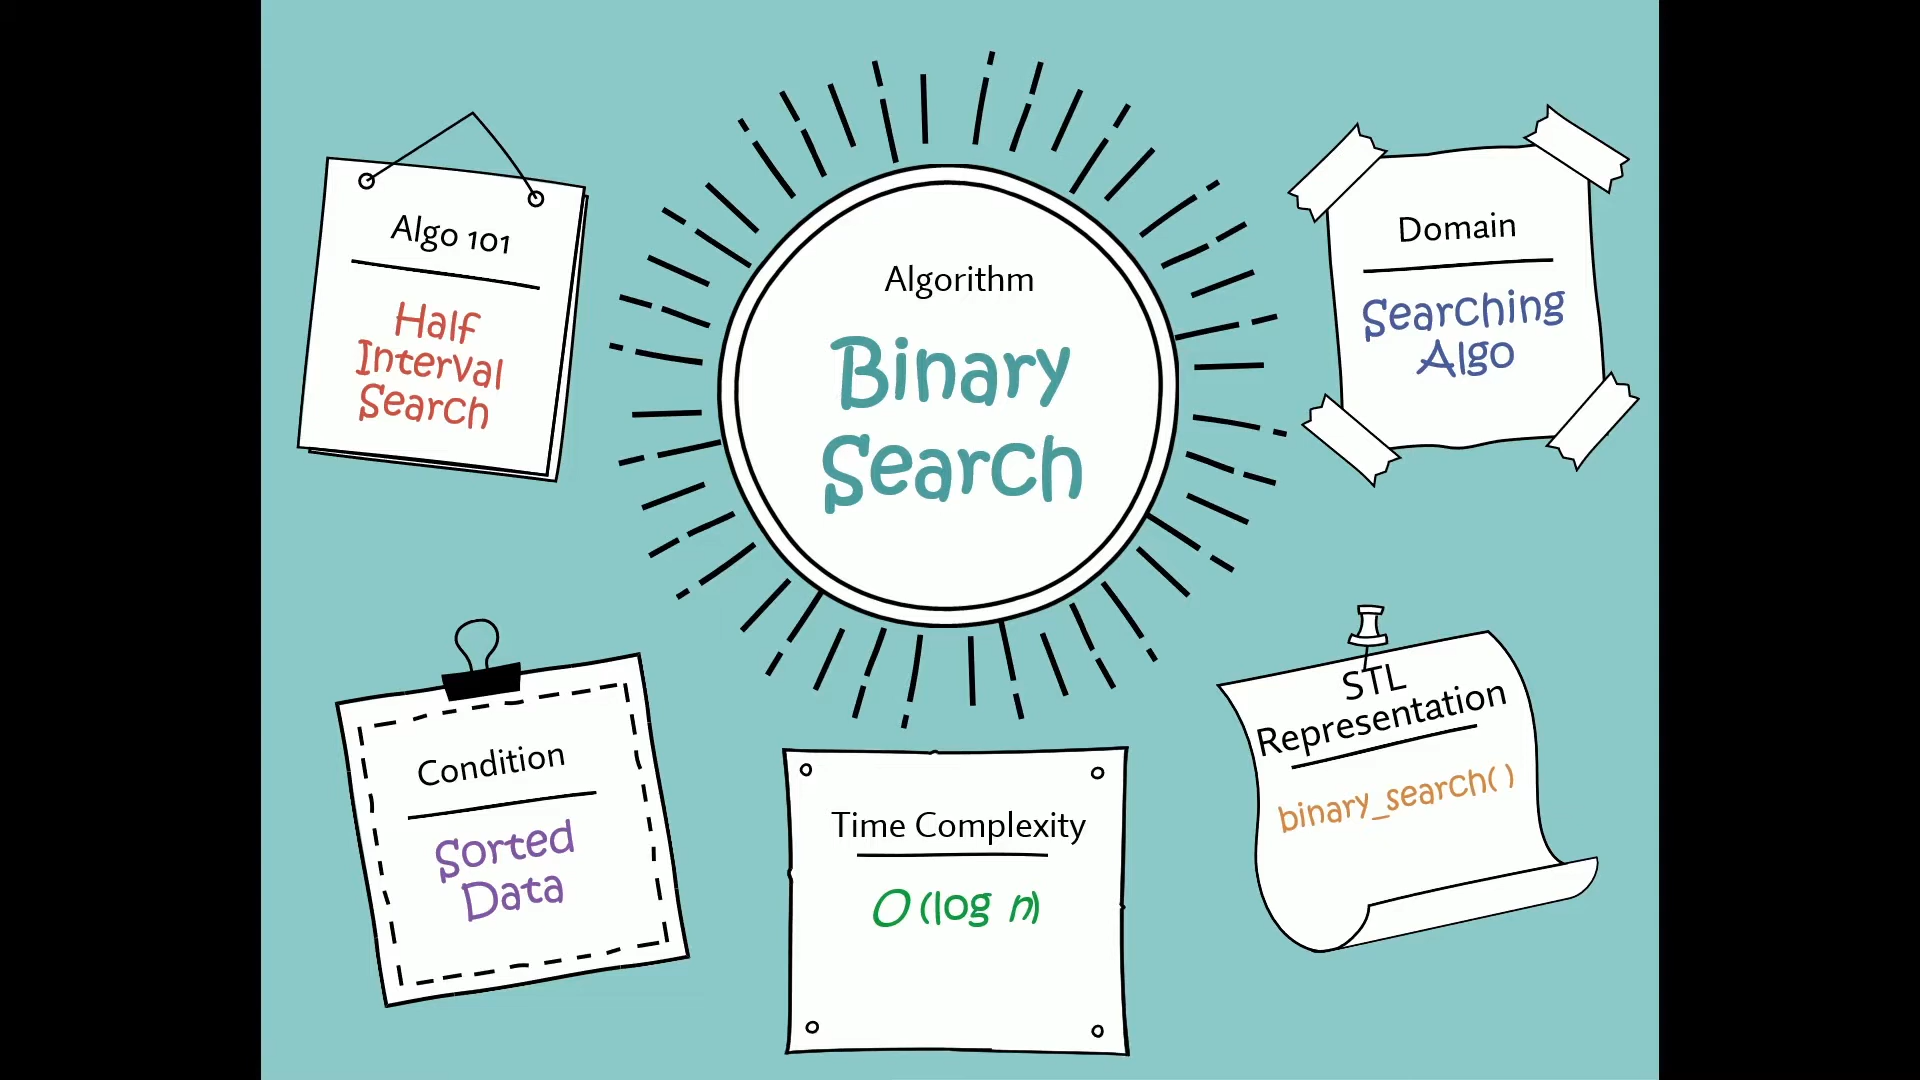 Algo 101
Half
Interval
Search
Algorithm
Binary
Search
Domain
Searching
Algo
Condition
Sorted
Data
Time Complexity
O (log n)
STL
Representation
binary_search( )